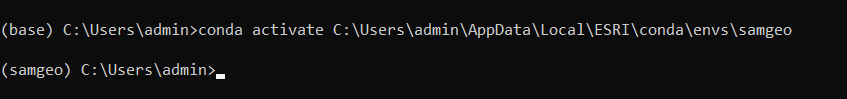 (base) C:\Users\admin>conda activate C:\Users\admin\AppData\Local\ESRI\conda\envs\samgeo
(samgeo) C:\Users\admin>